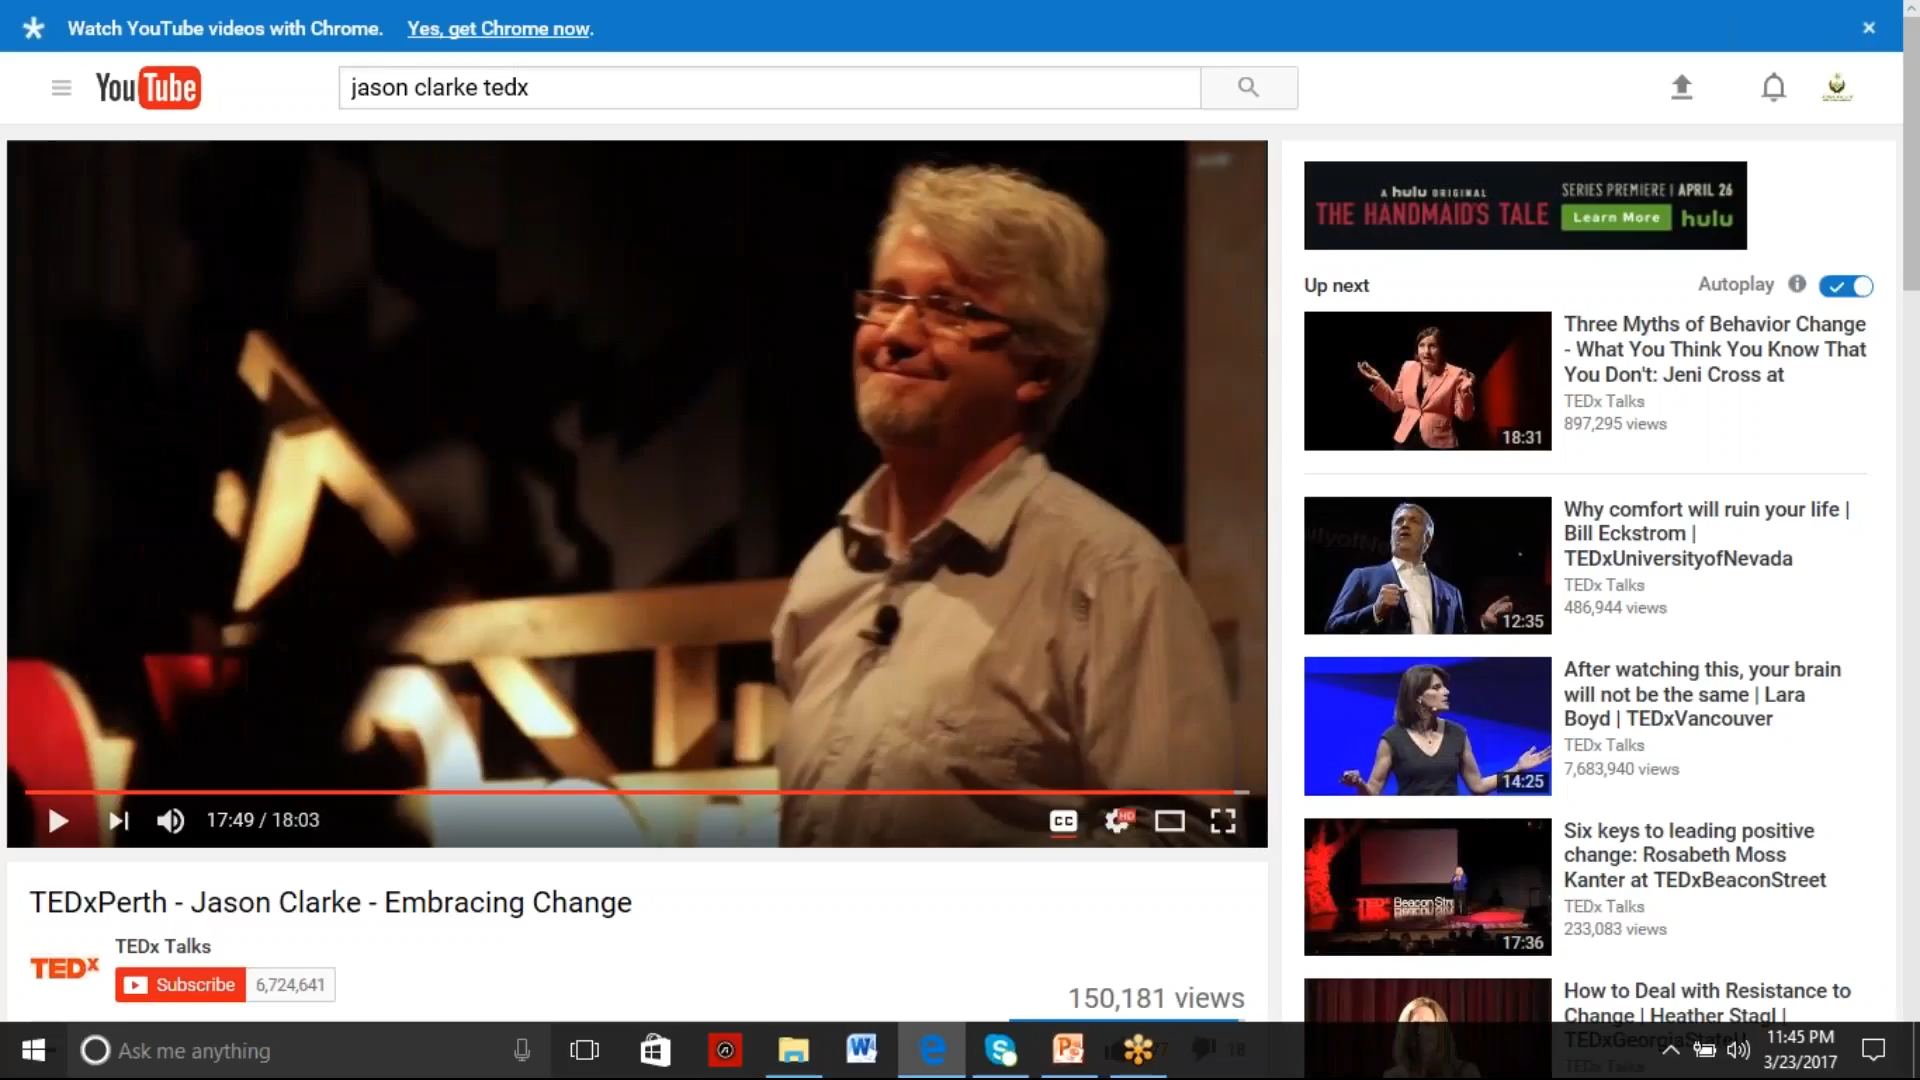 Watch YouTube videos with Chrome. Yes, get Chrome now.
YouTube
jason clarke tedx
A hulu ORIGINAL
THE HANDMAID'S TALE
SERIES PREMIERE | APRIL 26
Learn More
hulu
Up next
Autoplay
Three Myths of Behavior Change
- What You Think You Know That
You Don't: Jeni Cross at
TEDx Talks
897,295 views
18:31
Why comfort will ruin your life |
Bill Eckstrom |
TEDxUniversityofNevada
TEDx Talks
486,944 views
12:35
After watching this, your brain
will not be the same | Lara
Boyd | TEDxVancouver
TEDx Talks
7,683,940 views
14:25
Six keys to leading positive
change: Rosabeth Moss
Kanter at TEDxBeaconStreet
TEDx Talks
233,083 views
17:36
How to Deal with Resistance to
Change | Heather Stagl |
TEDxGeorgiaStateU
TEDx Talks
17:49 / 18:03
CC
HD
TEDxPerth - Jason Clarke - Embracing Change
TEDx
TEDx Talks
Subscribe 6,724,641
150,181 views
Ask me anything
18
11:45 PM
3/23/2017